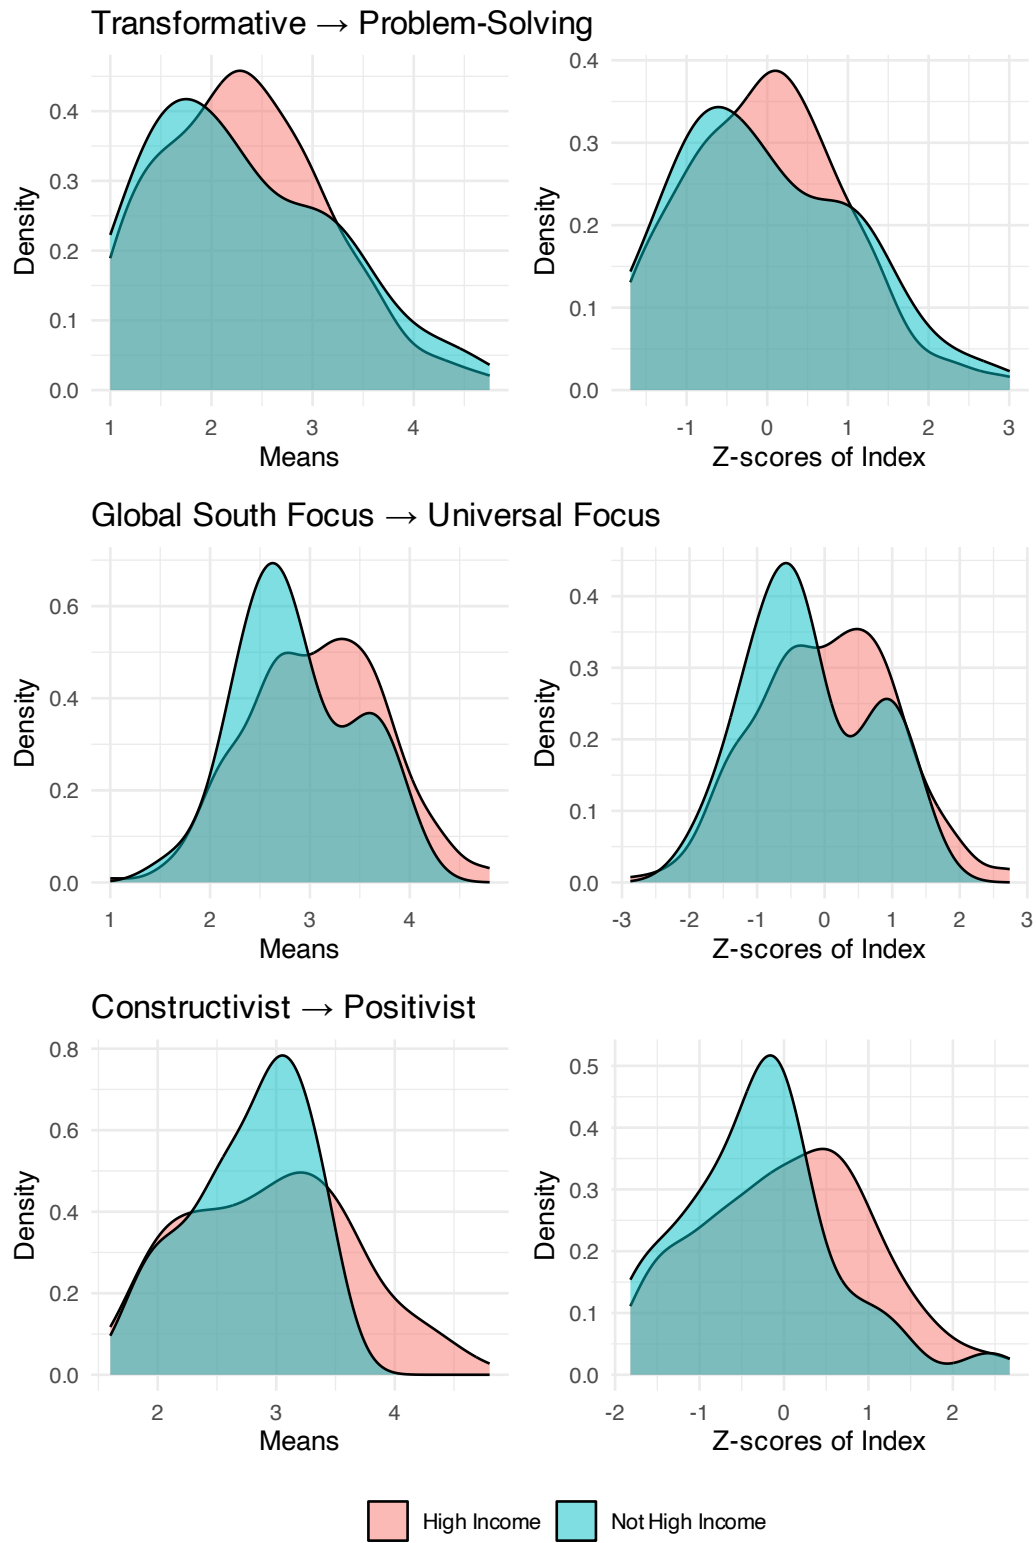 Transformative → Problem-Solving
0.4
0.3
0.2
0.1
0.0
Density
1 2 3 4
Means
0.4
0.3
0.2
0.1
0.0
Density
-1 0 1 2 3
Z-scores of Index
Global South Focus → Universal Focus
0.6
0.4
0.2
0.0
Density
1 2 3 4
Means
0.4
0.3
0.2
0.1
0.0
Density
-3 -2 -1 0 1 2 3
Z-scores of Index
Constructivist → Positivist
0.8
0.6
0.4
0.2
0.0
Density
2 3 4
Means
0.5
0.4
0.3
0.2
0.1
0.0
Density
-2 -1 0 1 2
Z-scores of Index
High Income Not High Income